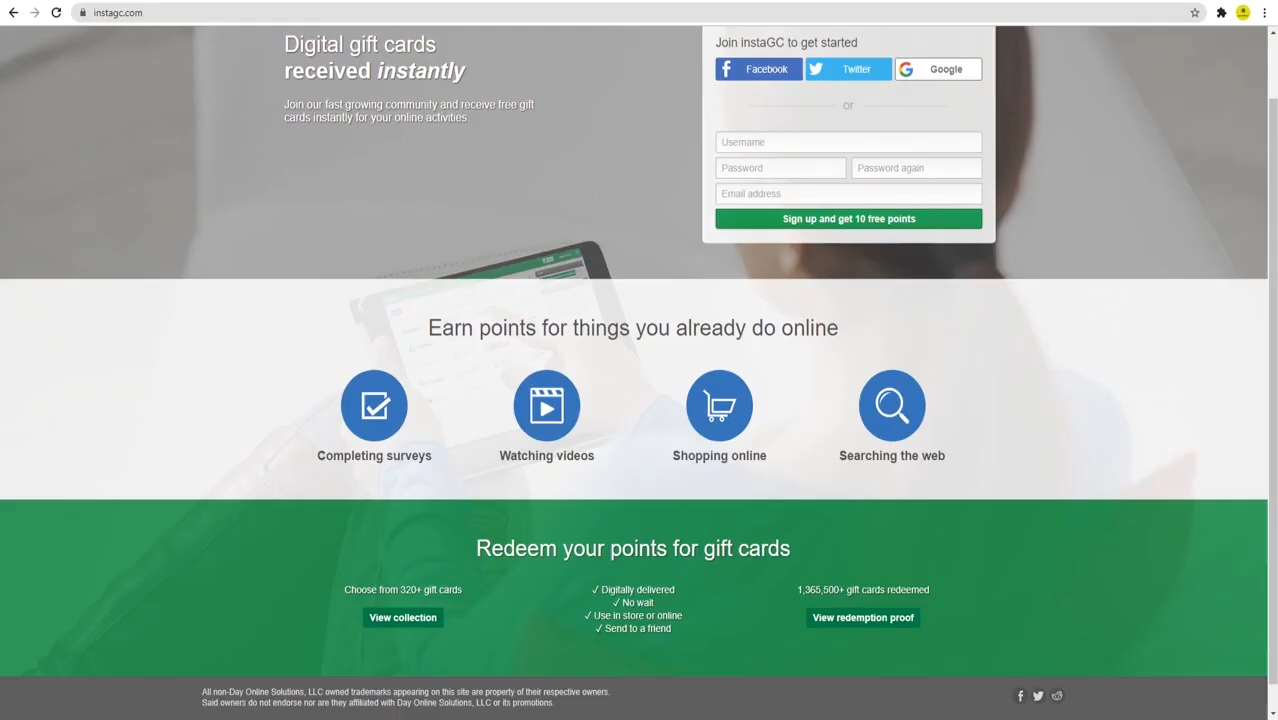 instagc.com
Digital gift cards
received instantly
Join our fast growing community and receive free gift
cards instantly for your online activities.
Join instaGC to get started
Facebook
Twitter
Google
or
Username
Password
Password again
Email address
Sign up and get 10 free points
Earn points for things you already do online
Completing surveys
Watching videos
Shopping online
Searching the web
Redeem your points for gift cards
Choose from 320+ gift cards
View collection
✓ Digitally delivered
✓ No wait
✓ Use in store or online
✓ Send to a friend
1,365,500+ gift cards redeemed
View redemption proof
All non-Day Online Solutions, LLC owned trademarks appearing on this site are property of their respective owners.
Said owners do not endorse nor are they affiliated with Day Online Solutions, LLC or its promotions.